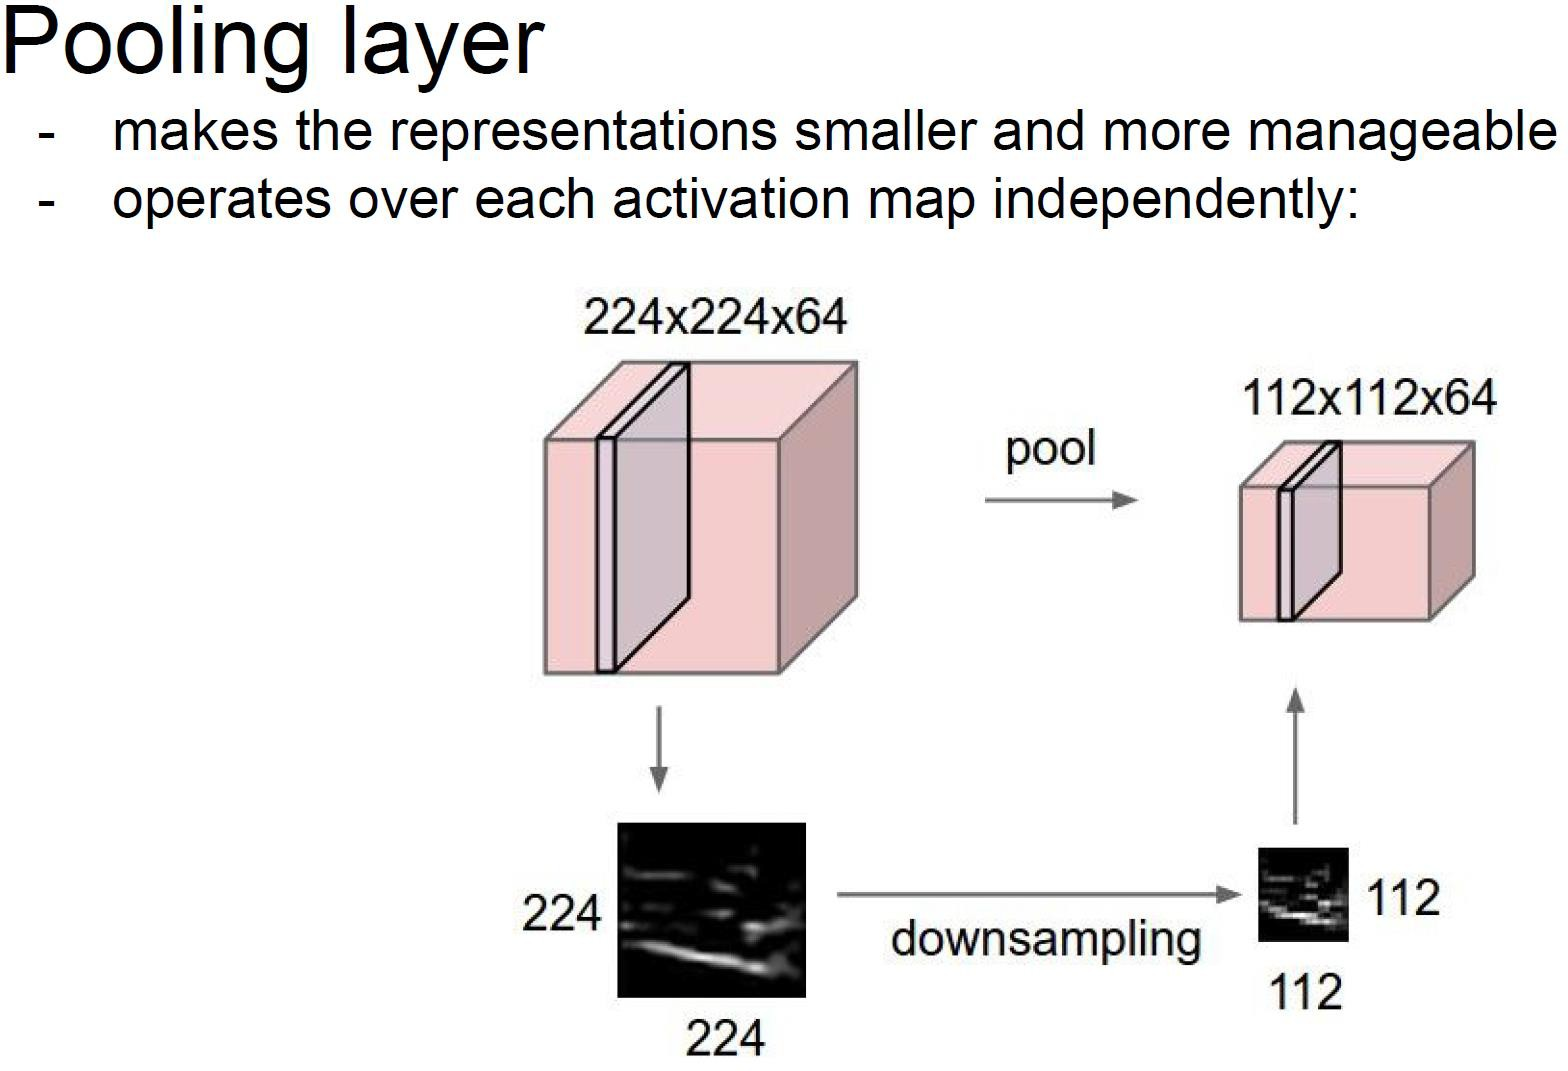 Pooling layer
- makes the representations smaller and more manageable
- operates over each activation map independently:
224x224x64
112x112x64
pool
224
downsampling
112
112
224